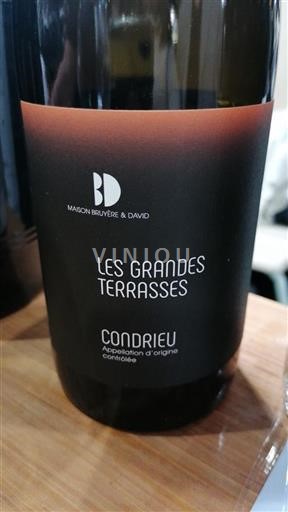 BD
MAISON BRUYÈRE & DAVID
VINIOU
LES GRANDES
TERRASSES
CONDRIEU
Appellation d'origine
contrôlée